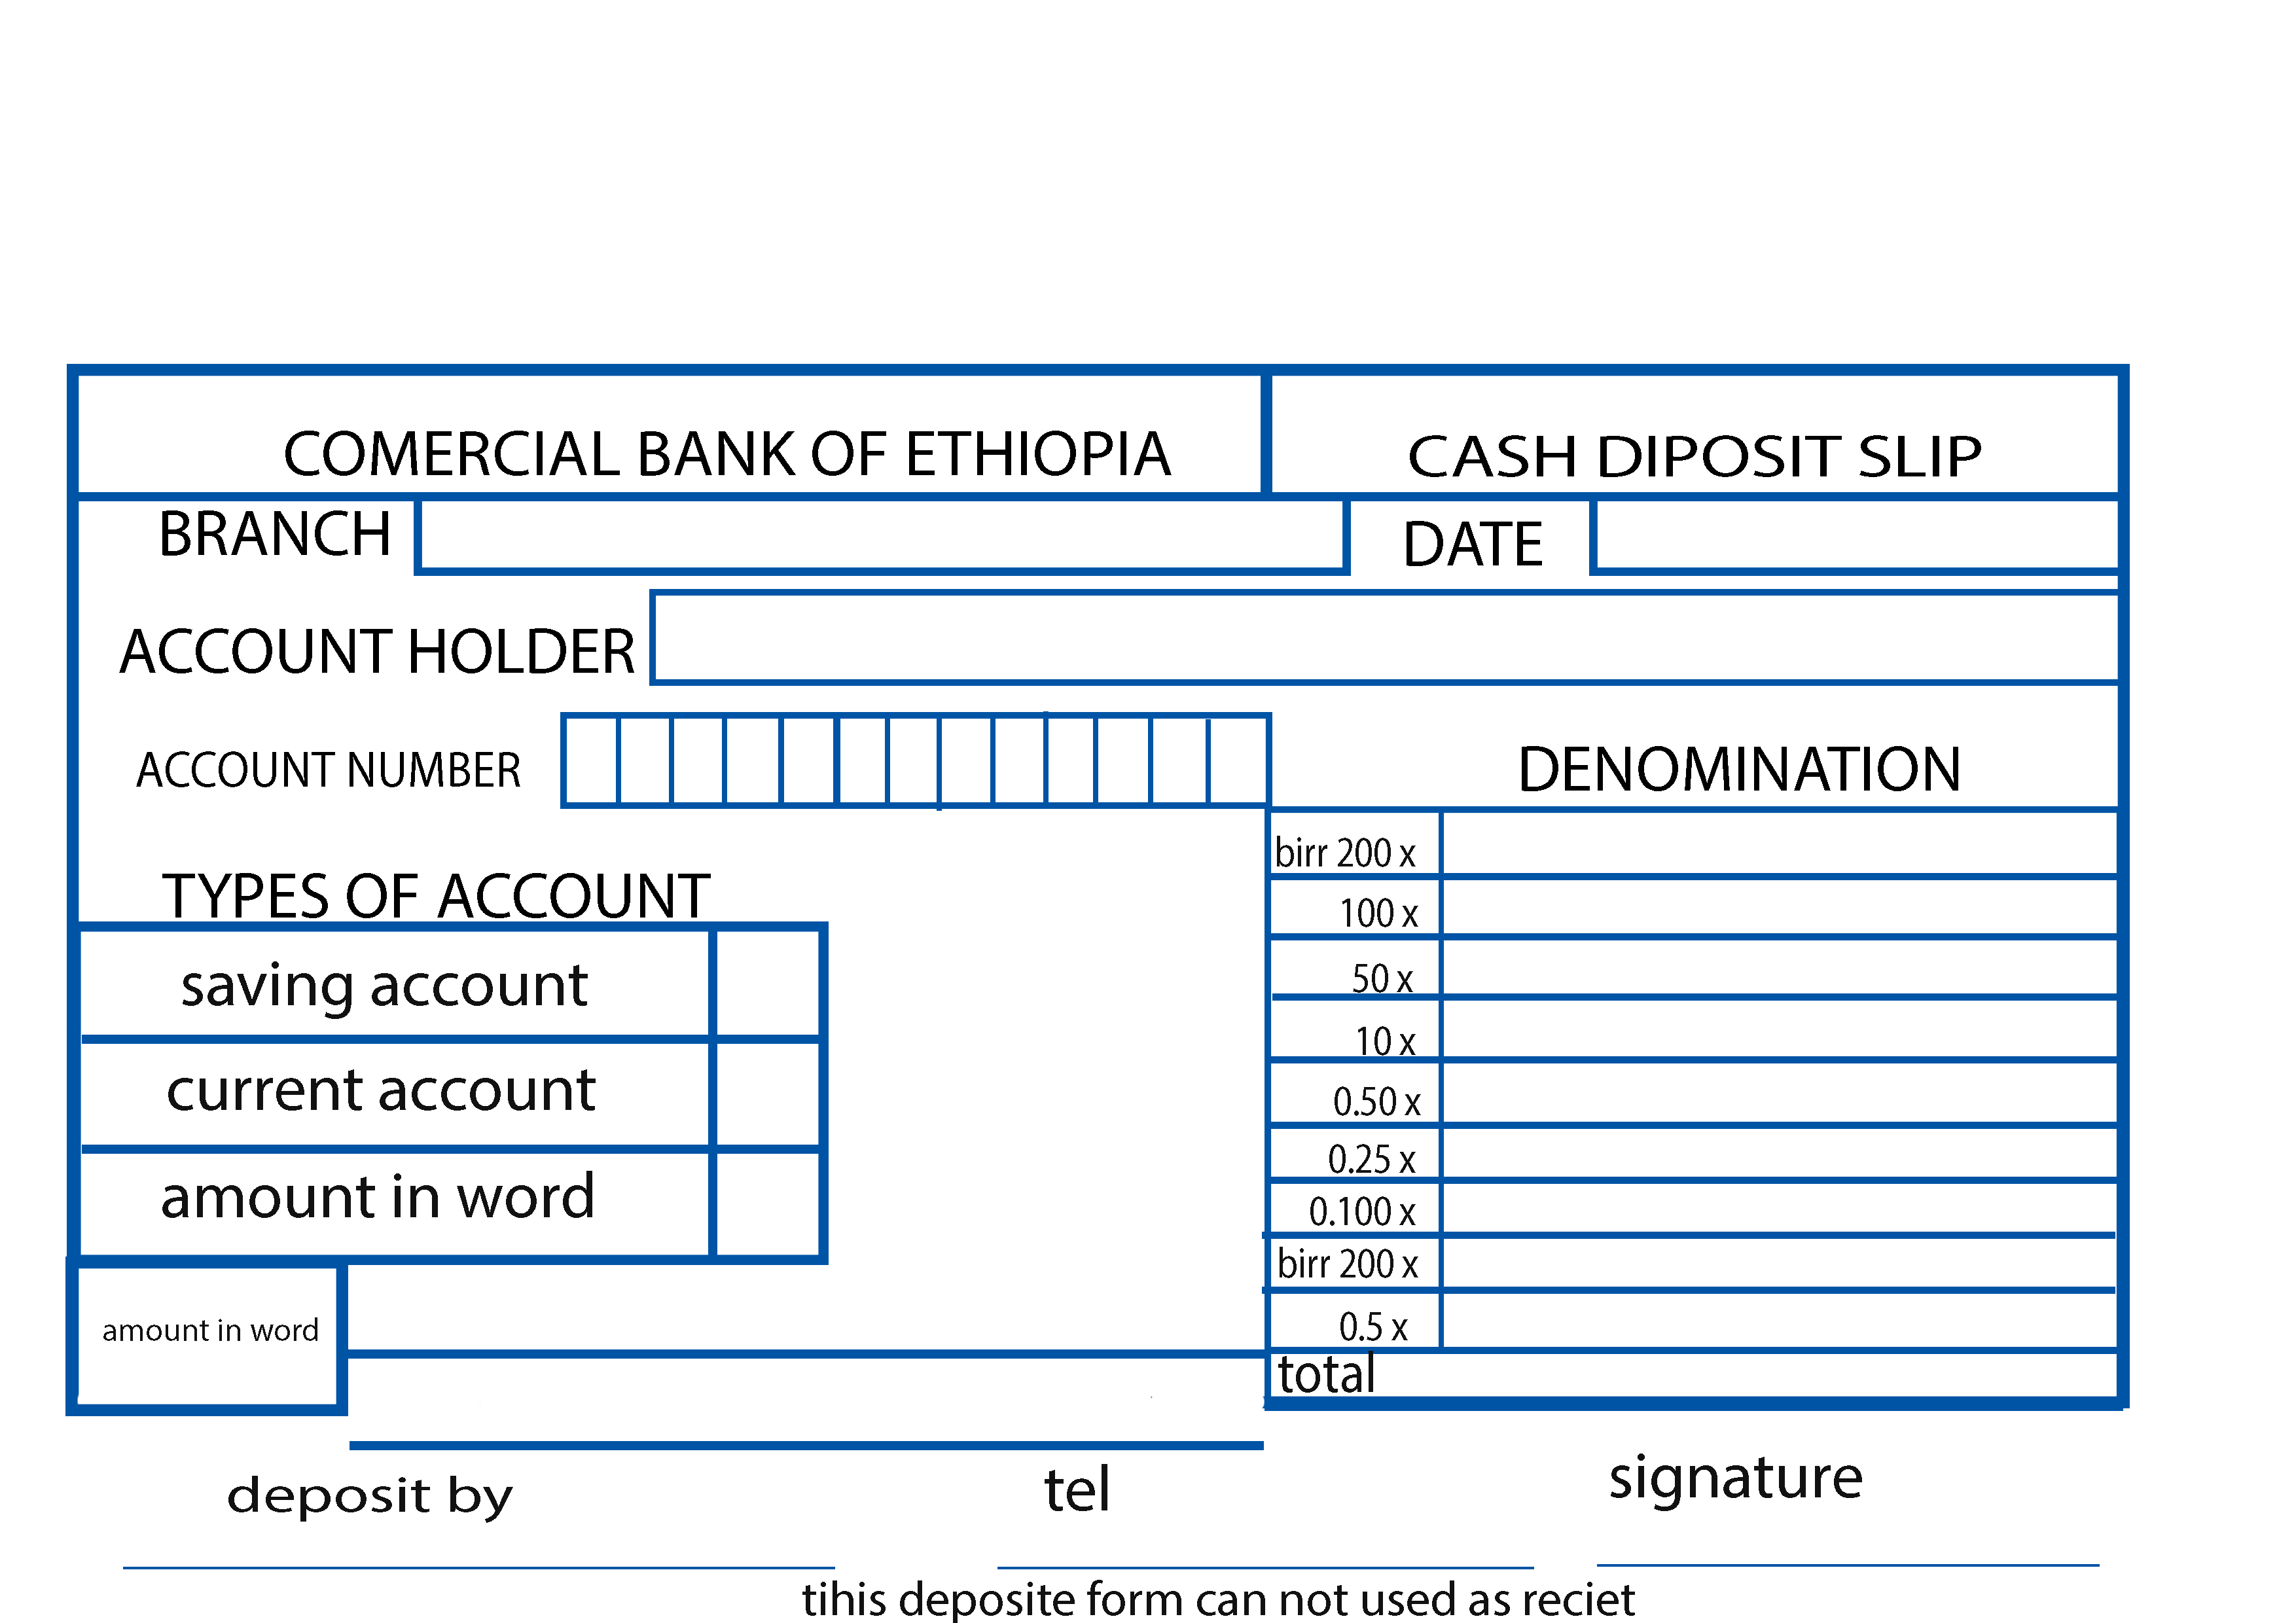 COMERCIAL BANK OF ETHIOPIA
CASH DIPOSIT SLIP
BRANCH
DATE
ACCOUNT HOLDER
ACCOUNT NUMBER
DENOMINATION
TYPES OF ACCOUNT
saving account
current account
amount in word
amount in word
birr 200 x
100 x
50 x
10 x
0.50 x
0.25 x
0.100 x
birr 200 x
0.5 x
total
deposit by
tel
signature
tihis deposite form can not used as reciet